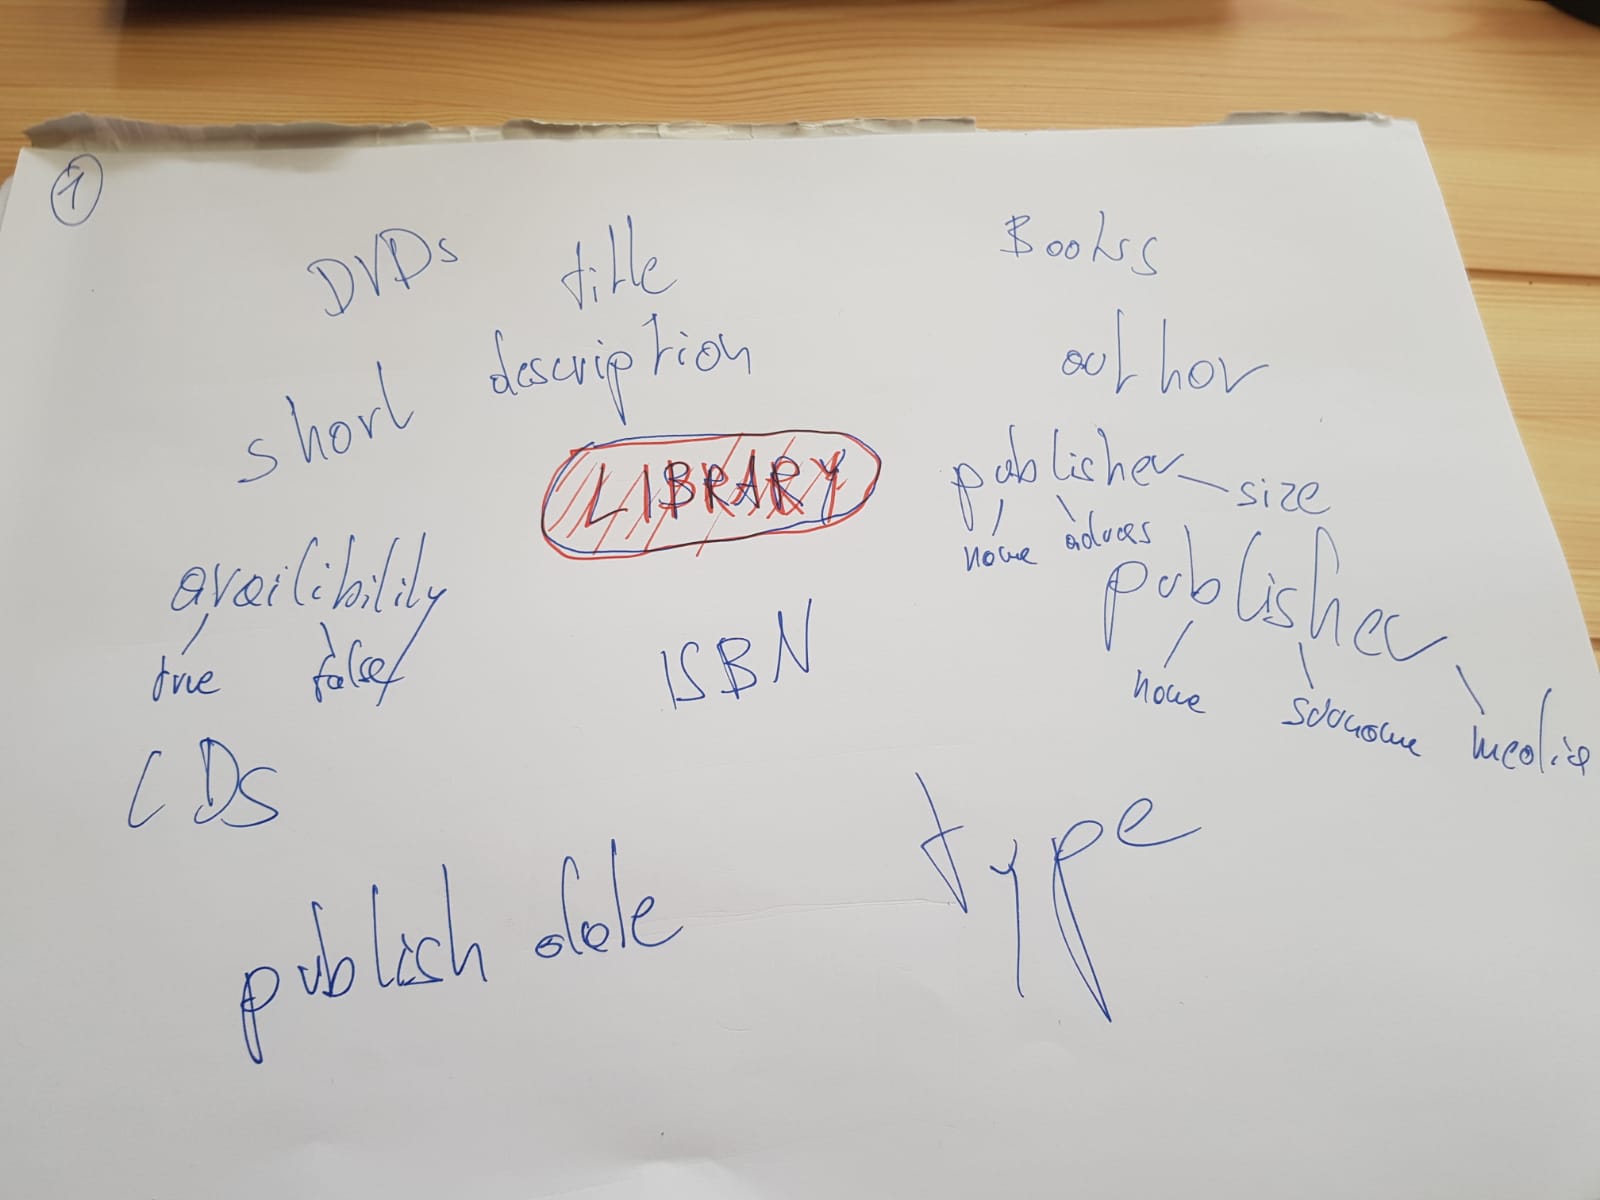 1
DVDs
title
Books
short
description
author
LIBRARY
publisher
size
name
adress
availibility
true
false
ISBN
publisher
name
surname
media
CDS
type
publish date